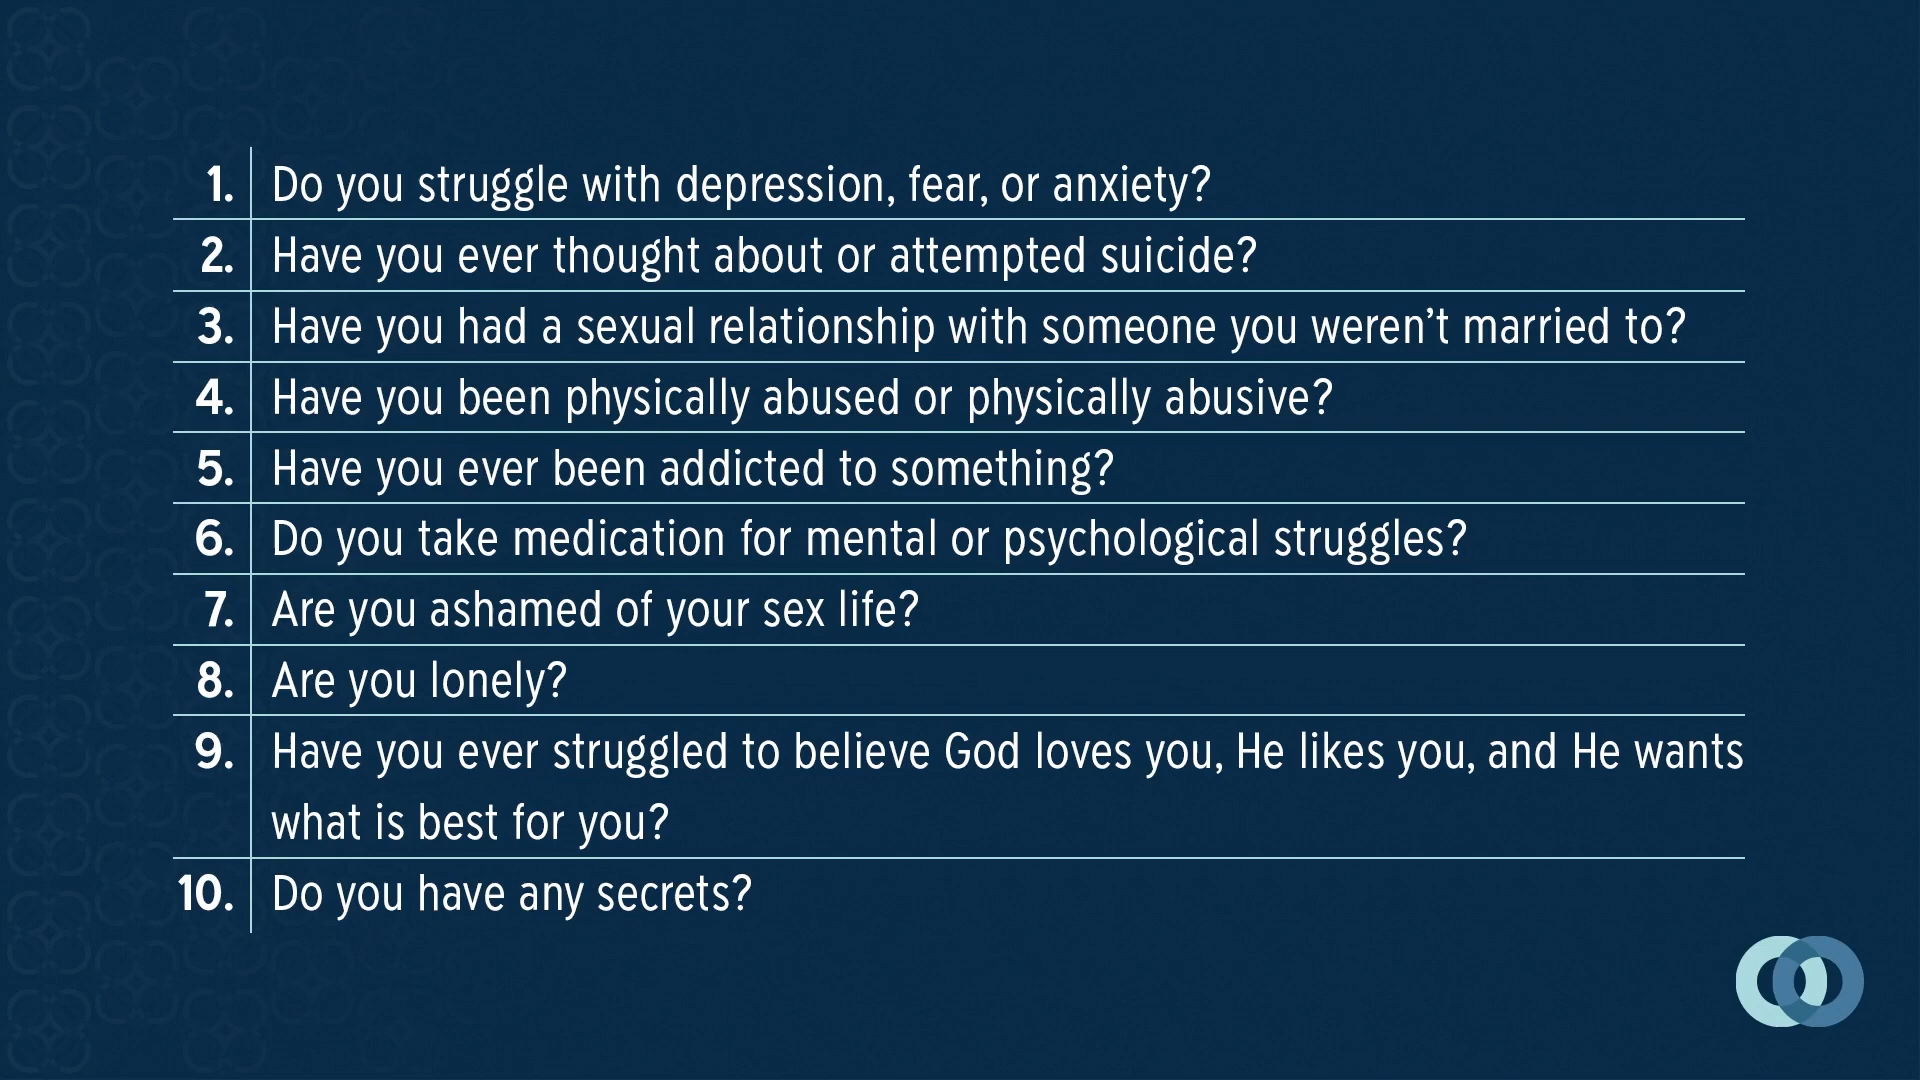 1. Do you struggle with depression, fear, or anxiety?
2. Have you ever thought about or attempted suicide?
3. Have you had a sexual relationship with someone you weren’t married to?
4. Have you been physically abused or physically abusive?
5. Have you ever been addicted to something?
6. Do you take medication for mental or psychological struggles?
7. Are you ashamed of your sex life?
8. Are you lonely?
9. Have you ever struggled to believe God loves you, He likes you, and He wants
what is best for you?
10. Do you have any secrets?